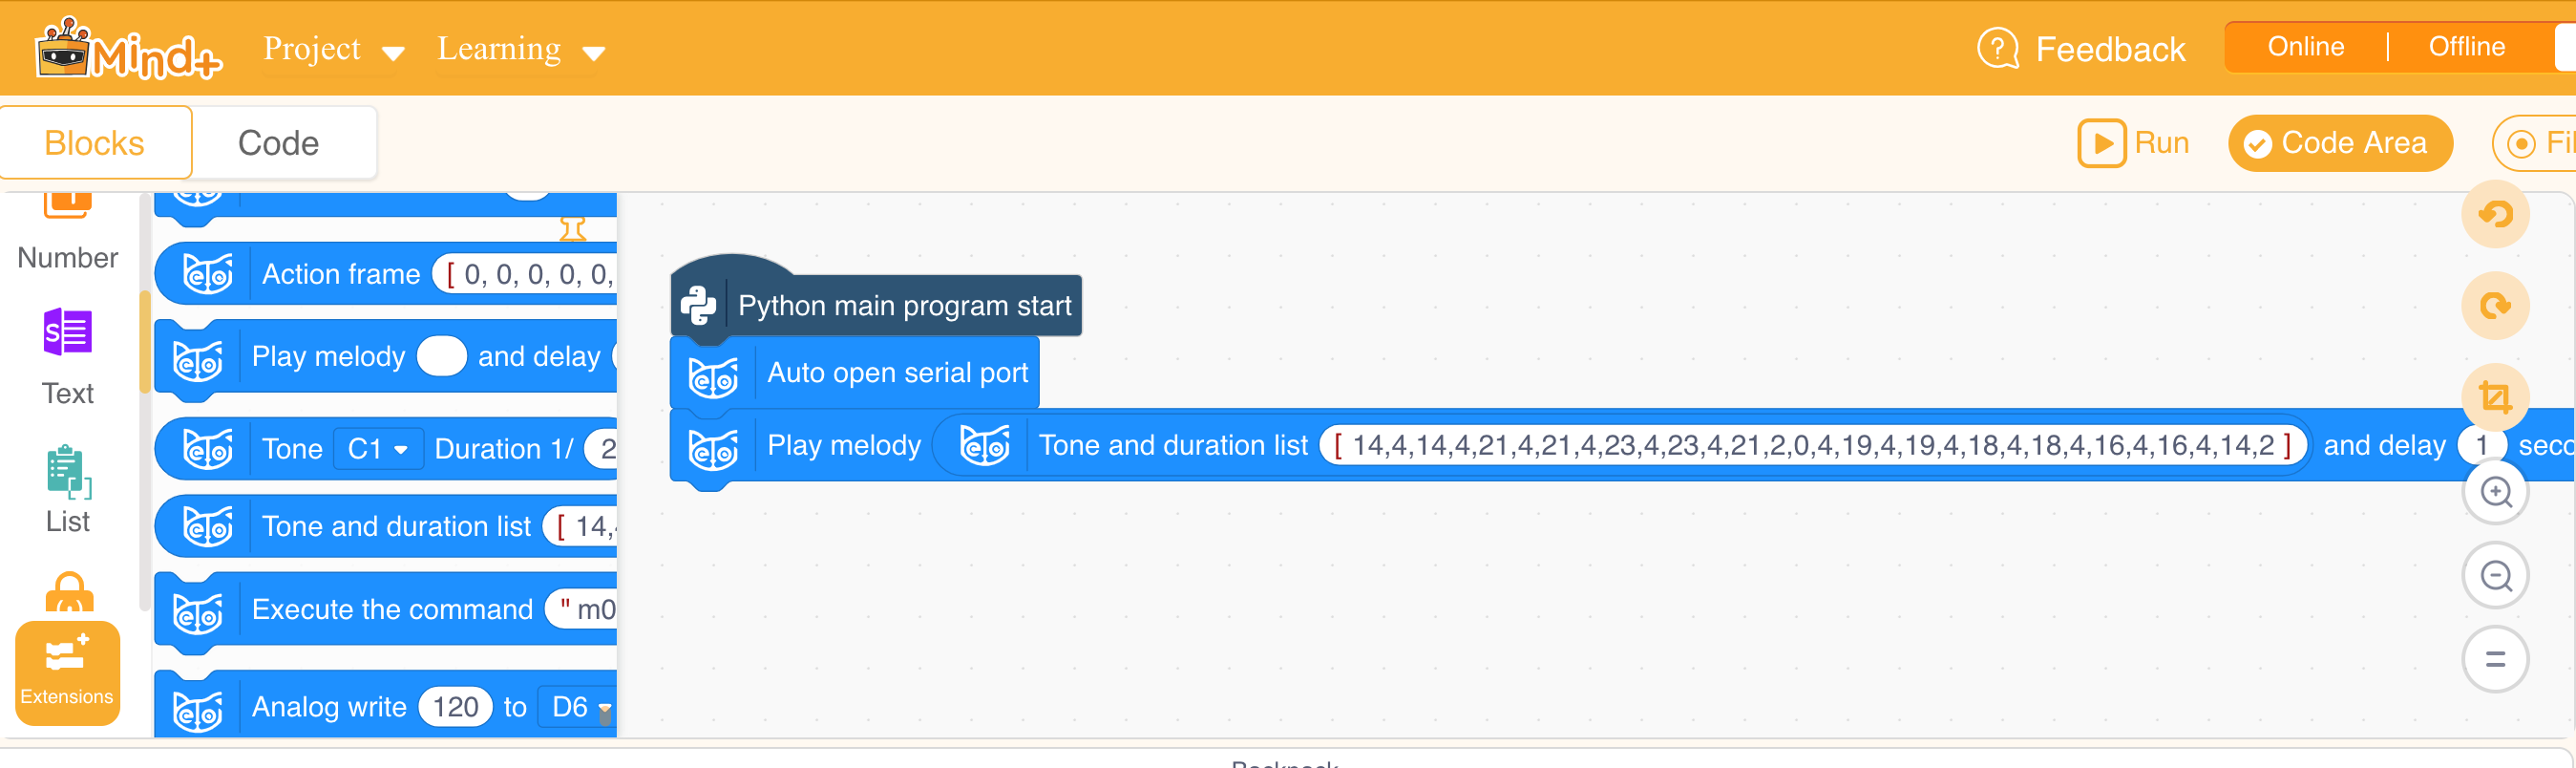 Mind+ Project Learning Feedback Online | Offline
Blocks Code Run Code Area
Number
Action frame [ 0, 0, 0, 0, 0,
Python main program start
Text
Play melody and delay
Auto open serial port
Tone C1 Duration 1/ 2
Play melody Tone and duration list [ 14,4,14,4,21,4,21,4,23,4,23,4,21,2,0,4,19,4,19,4,18,4,18,4,16,4,16,4,14,2 ] and delay 1
List
Tone and duration list [ 14,
Execute the command " m0
Extensions
Analog write 120 to D6